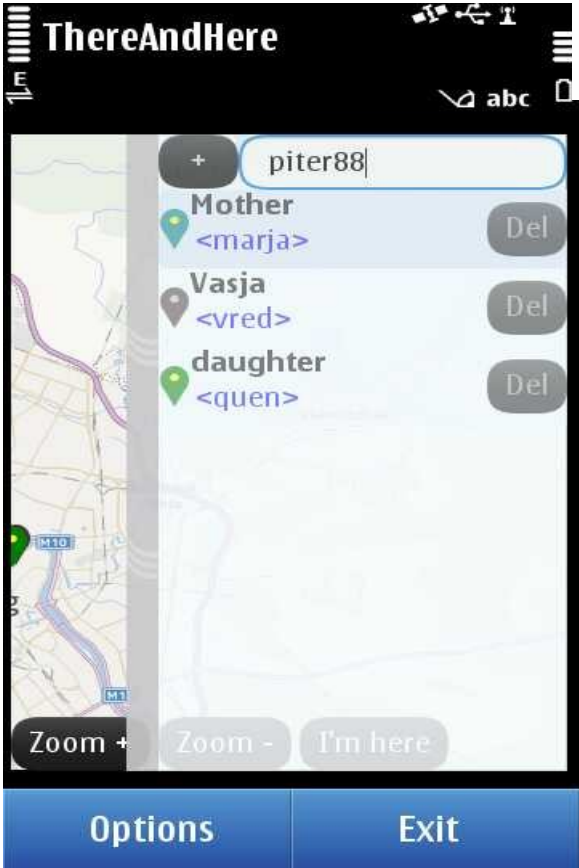 ThereAndHere
E
abc
+ piter88
Mother
<marja>
Del
Vasja
<vred>
Del
daughter
<quen>
Del
M10
g
M1
Zoom +
Zoom -
I'm here
Options
Exit